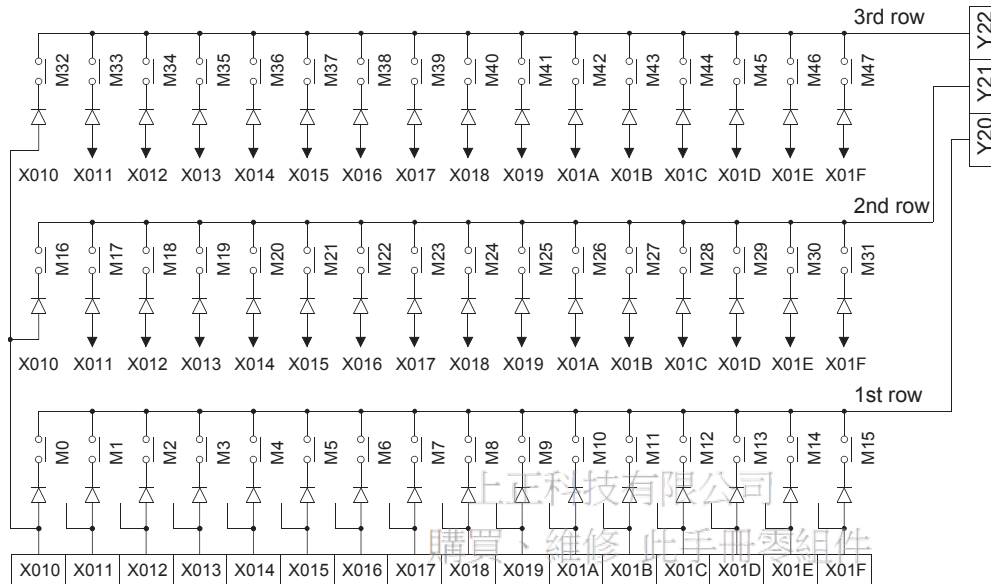 3rd row
Y22
M32 M33 M34 M35 M36 M37 M38 M39 M40 M41 M42 M43 M44 M45 M46 M47
Y21
Y20
X010 X011 X012 X013 X014 X015 X016 X017 X018 X019 X01A X01B X01C X01D X01E X01F
2nd row
M16 M17 M18 M19 M20 M21 M22 M23 M24 M25 M26 M27 M28 M29 M30 M31
X010 X011 X012 X013 X014 X015 X016 X017 X018 X019 X01A X01B X01C X01D X01E X01F
1st row
M0 M1 M2 M3 M4 M5 M6 M7 M8 M9 M10 M11 M12 M13 M14 M15
上正科技有限公司
購買、維修 此手冊零組件
X010 X011 X012 X013 X014 X015 X016 X017 X018 X019 X01A X01B X01C X01D X01E X01F